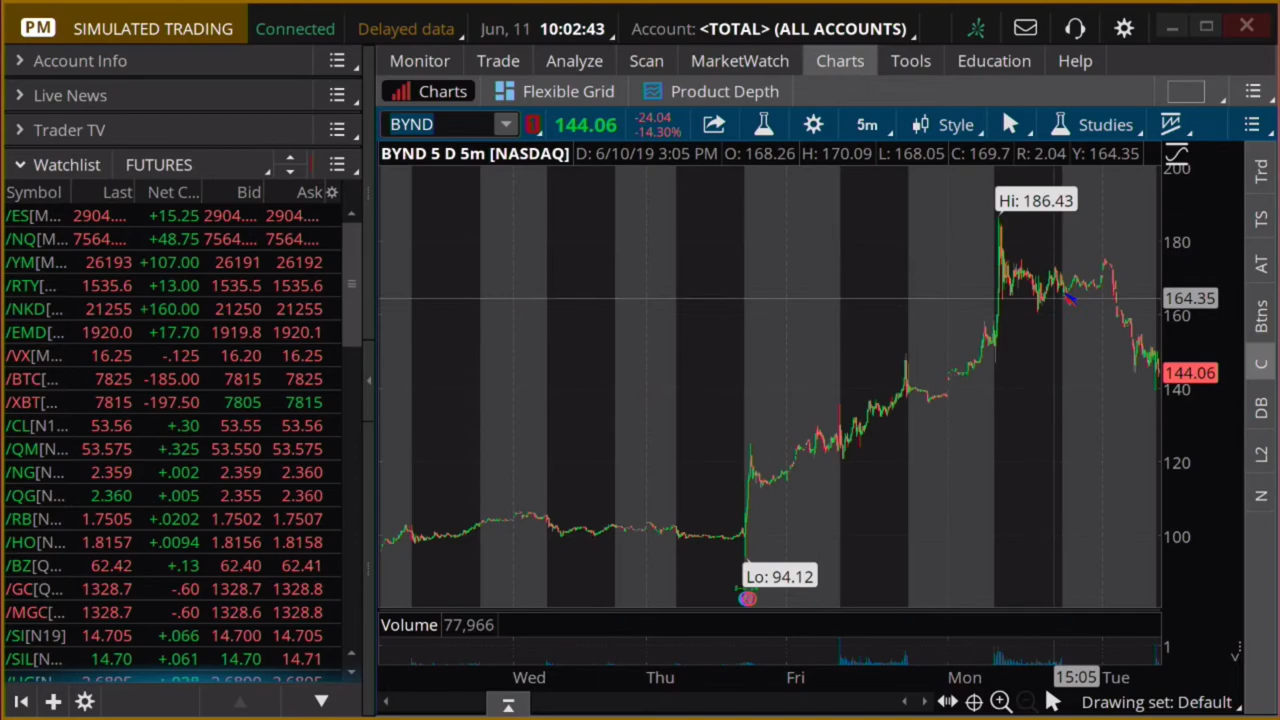 PM SIMULATED TRADING Connected Delayed data Jun, 11 10:02:43 Account: <TOTAL> (ALL ACCOUNTS)
Account Info
Live News
Trader TV
Watchlist FUTURES
Symbol Last Net C... Bid Ask
/ES[M... 2904.... +15.25 2904.... 2904....
/NQ[M... 7564.... +48.75 7564.... 7564....
/YM[M... 26193 +107.00 26191 26192
/RTY[... 1535.6 +13.00 1535.5 1535.6
/NKD[... 21255 +160.00 21250 21255
/EMD[... 1920.0 +17.70 1919.8 1920.1
/VX[M... 16.25 -.125 16.20 16.25
/BTC[... 7825 -185.00 7815 7825
/XBT[... 7815 -197.50 7805 7815
/CL[N1... 53.56 +.30 53.55 53.56
/QM[N... 53.575 +.325 53.550 53.575
/NG[N... 2.359 +.002 2.359 2.360
/QG[N... 2.360 +.005 2.355 2.360
/RB[N... 1.7505 +.0202 1.7502 1.7507
/HO[N... 1.8157 +.0094 1.8156 1.8158
/BZ[Q... 62.42 +.13 62.40 62.41
/GC[Q... 1328.7 -.60 1328.7 1328.8
/MGC[... 1328.7 -.60 1328.6 1328.8
/SI[N19] 14.705 +.066 14.700 14.705
/SIL[N... 14.70 +.061 14.70 14.71
Monitor Trade Analyze Scan MarketWatch Charts Tools Education Help
Charts Flexible Grid Product Depth
BYND 144.06 -24.04 5m Style Studies
-14.30%
BYND 5 D 5m [NASDAQ] D: 6/10/19 3:05 PM O: 168.26 H: 170.09 L: 168.05 C: 169.7 R: 2.04 Y: 164.35
200
Hi: 186.43
180
164.35
160
144.06
140
120
100
Lo: 94.12
Volume 77,966
1
Wed Thu Fri Mon 15:05 Tue
Drawing set: Default
Trd
TS
AT
Btns
C
DB
L2
N